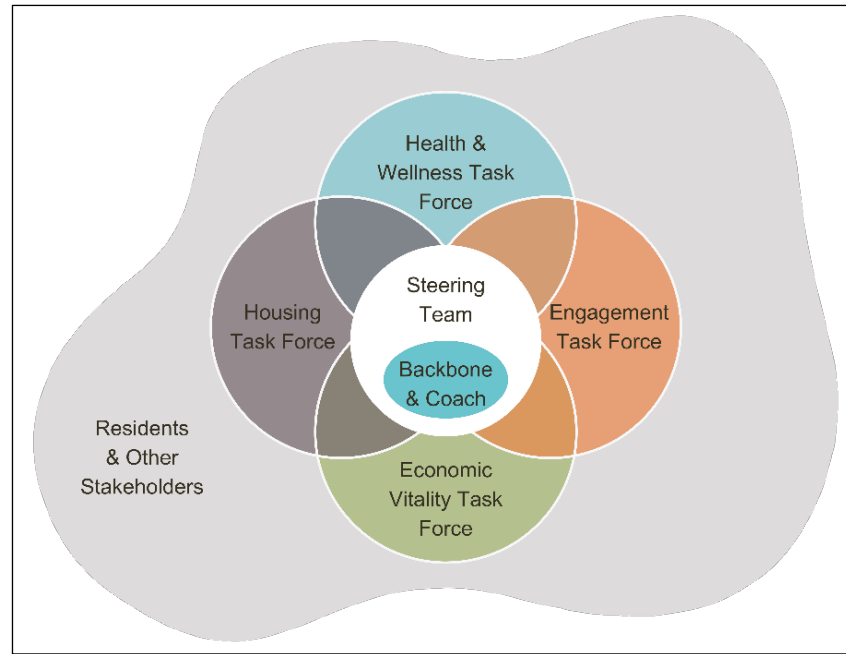 Health &
Wellness Task
Force
Steering
Team
Housing
Task Force
Engagement
Task Force
Backbone
& Coach
Residents
& Other
Stakeholders
Economic
Vitality Task
Force